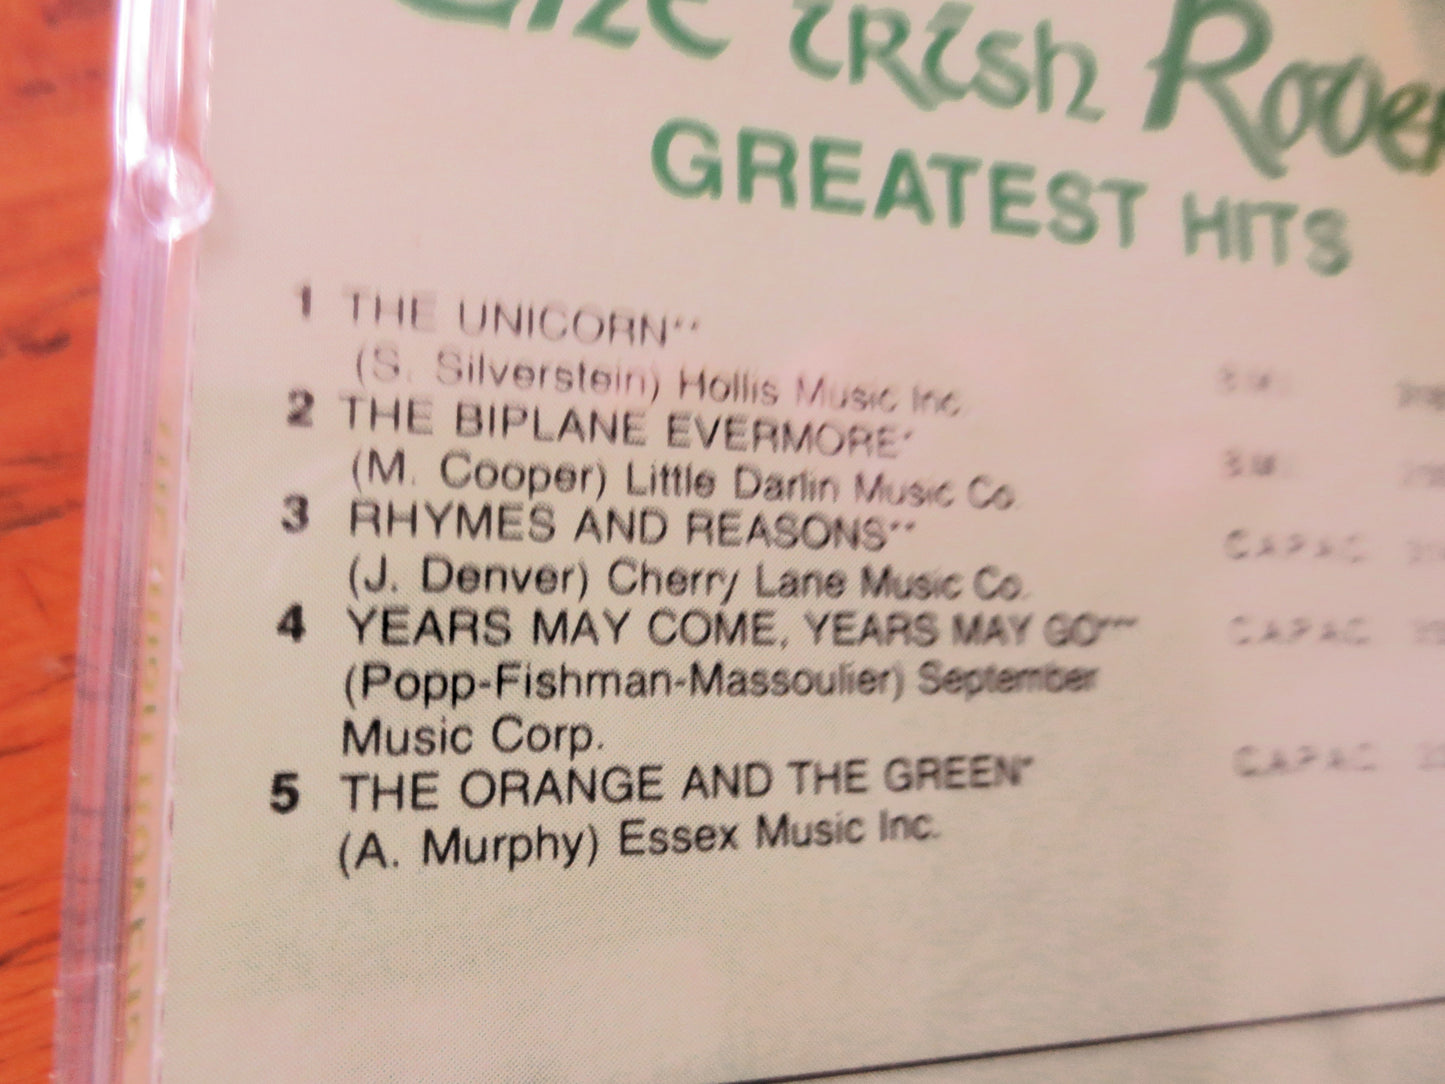 The Irish Rover
GREATEST HITS
1 THE UNICORN**
(S. Silverstein) Hollis Music Inc.
2 THE BIPLANE EVERMORE*
(M. Cooper) Little Darlin Music Co.
3 RHYMES AND REASONS** CAPAC
(J. Denver) Cherry Lane Music Co.
4 YEARS MAY COME, YEARS MAY GO*** CAPAC
(Popp-Fishman-Massoulier) September
Music Corp.
5 THE ORANGE AND THE GREEN* CAPAC
(A. Murphy) Essex Music Inc.